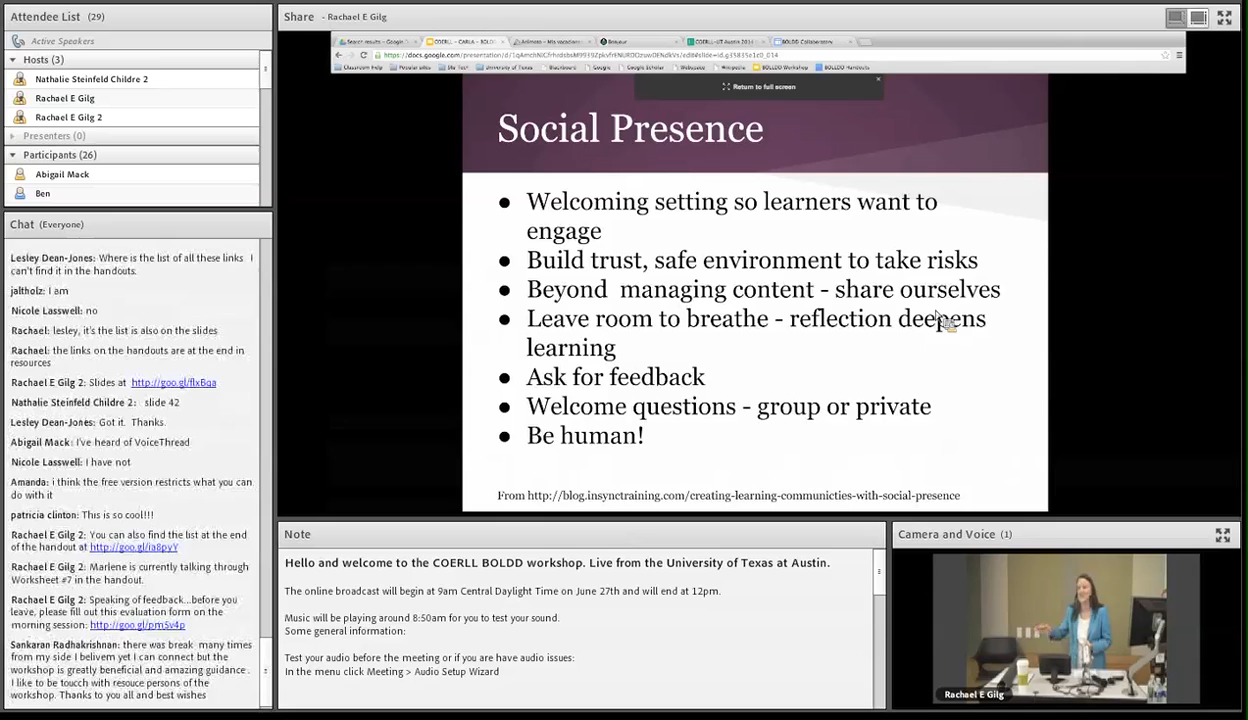 Attendee List (29)
Active Speakers
Hosts (3)
Nathalie Steinfeld Childre 2
Rachael E Gilg
Rachael E Gilg 2
Presenters (0)
Participants (26)
Abigail Mack
Ben
Chat (Everyone)
Lesley Dean-Jones: Where is the list of all these links I
can't find it in the handouts.
jaltholz: I am
Nicole Lasswell: no
Rachael: lesley, it's the list is also on the slides
Rachael: the links on the handouts are at the end in
resources
Rachael E Gilg 2: Slides at http://goo.gl/flxBqa
Nathalie Steinfeld Childre 2: slide 42
Lesley Dean-Jones: Got it. Thanks.
Abigail Mack: I've heard of VoiceThread
Nicole Lasswell: I have not
Amanda: i think the free version restricts what you can
do with it
patricia clinton: This is so cool!!!
Rachael E Gilg 2: You can also find the list at the end
of the handout at http://goo.gl/ia8pyY
Rachael E Gilg 2: Marlene is currently talking through
Worksheet #7 in the handout.
Rachael E Gilg 2: Speaking of feedback...before you
leave, please fill out this evaluation form on the
morning session: http://goo.gl/pm5v4p
Sankaran Radhakrishnan: there was break many times
from my side I belivem yet I can connect but the
workshop is greatly beneficial and amazing guidance .
I like to be toucch with resouce persons of the
workshop. Thanks to you all and best wishes
Share - Rachael E Gilg
Return to full screen
Social Presence
● Welcoming setting so learners want to
engage
● Build trust, safe environment to take risks
● Beyond managing content - share ourselves
● Leave room to breathe - reflection deepens
learning
● Ask for feedback
● Welcome questions - group or private
● Be human!
From http://blog.insynctraining.com/creating-learning-communicties-with-social-presence
Note
Hello and welcome to the COERLL BOLDD workshop. Live from the University of Texas at Austin.
The online broadcast will begin at 9am Central Daylight Time on June 27th and will end at 12pm.
Music will be playing around 8:50am for you to test your sound.
Some general information:
Test your audio before the meeting or if you are have audio issues:
In the menu click Meeting > Audio Setup Wizard
Camera and Voice (1)
Rachael E Gilg